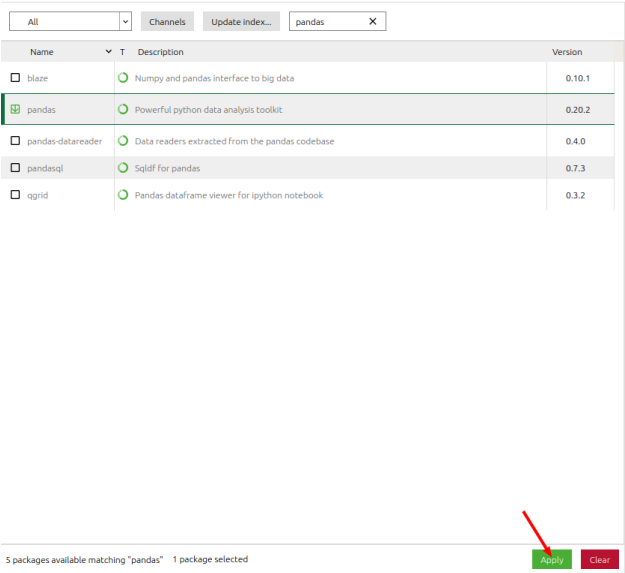 All Channels Update index... pandas X
Name T Description Version
blaze Numpy and pandas interface to big data 0.10.1
pandas Powerful python data analysis toolkit 0.20.2
pandas-datareader Data readers extracted from the pandas codebase 0.4.0
pandasql Sqldf for pandas 0.7.3
qgrid Pandas dataframe viewer for ipython notebook 0.3.2
5 packages available matching "pandas" 1 package selected Apply Clear